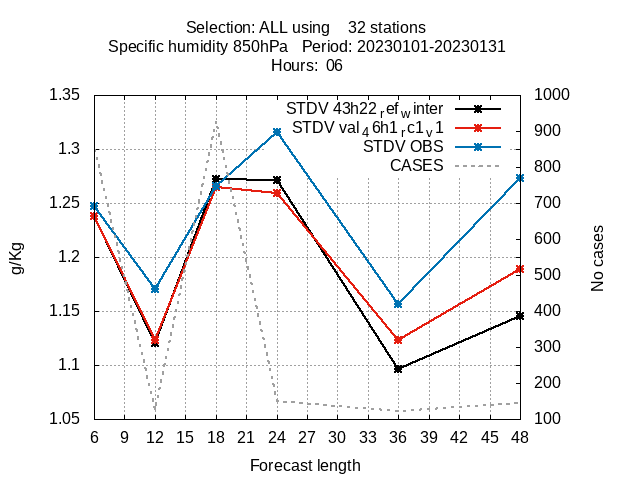 Selection: ALL using 32 stations
Specific humidity 850hPa Period: 20230101-20230131
Hours: 06
1.35
1.3
1.25
1.2
1.15
1.1
1.05
g/Kg
STDV 43h22ref winter
STDV val46h1rc1v1
STDV OBS
CASES
1000
900
800
700
600
500
400
300
200
100
No cases
6 9 12 15 18 21 24 27 30 33 36 39 42 45 48
Forecast length